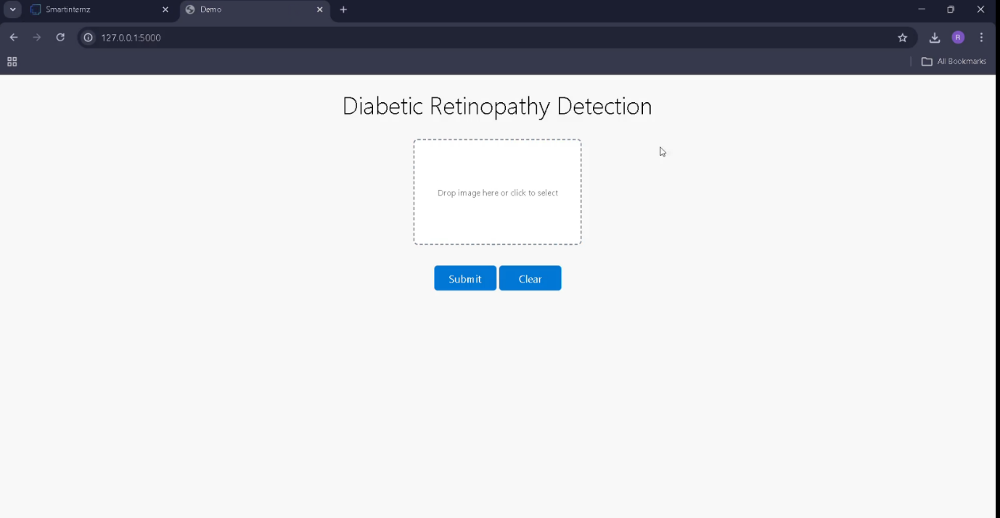 Smartinternz
Demo
127.0.0.1:5000
R
All Bookmarks
Diabetic Retinopathy Detection
Drop image here or click to select
Submit
Clear